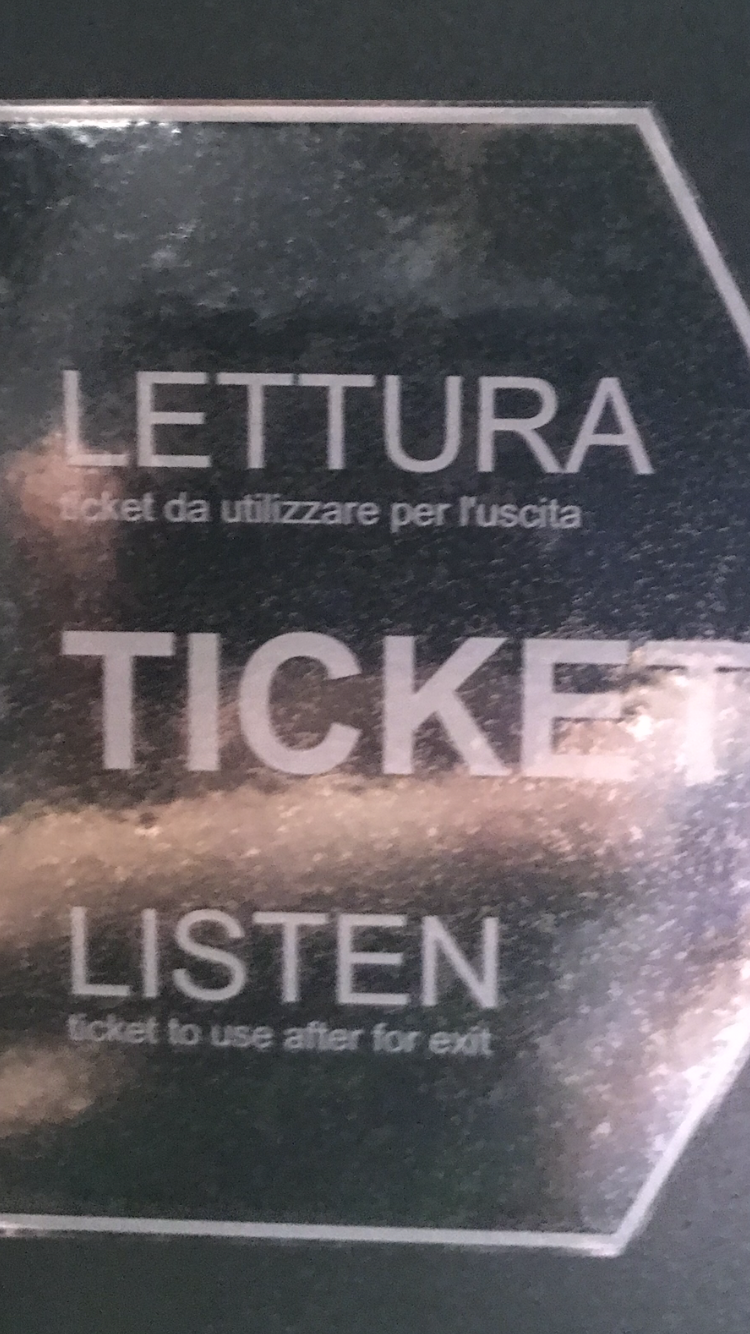 LETTURA
ticket da utilizzare per l'uscita
TICKET
LISTEN
ticket to use after for exit